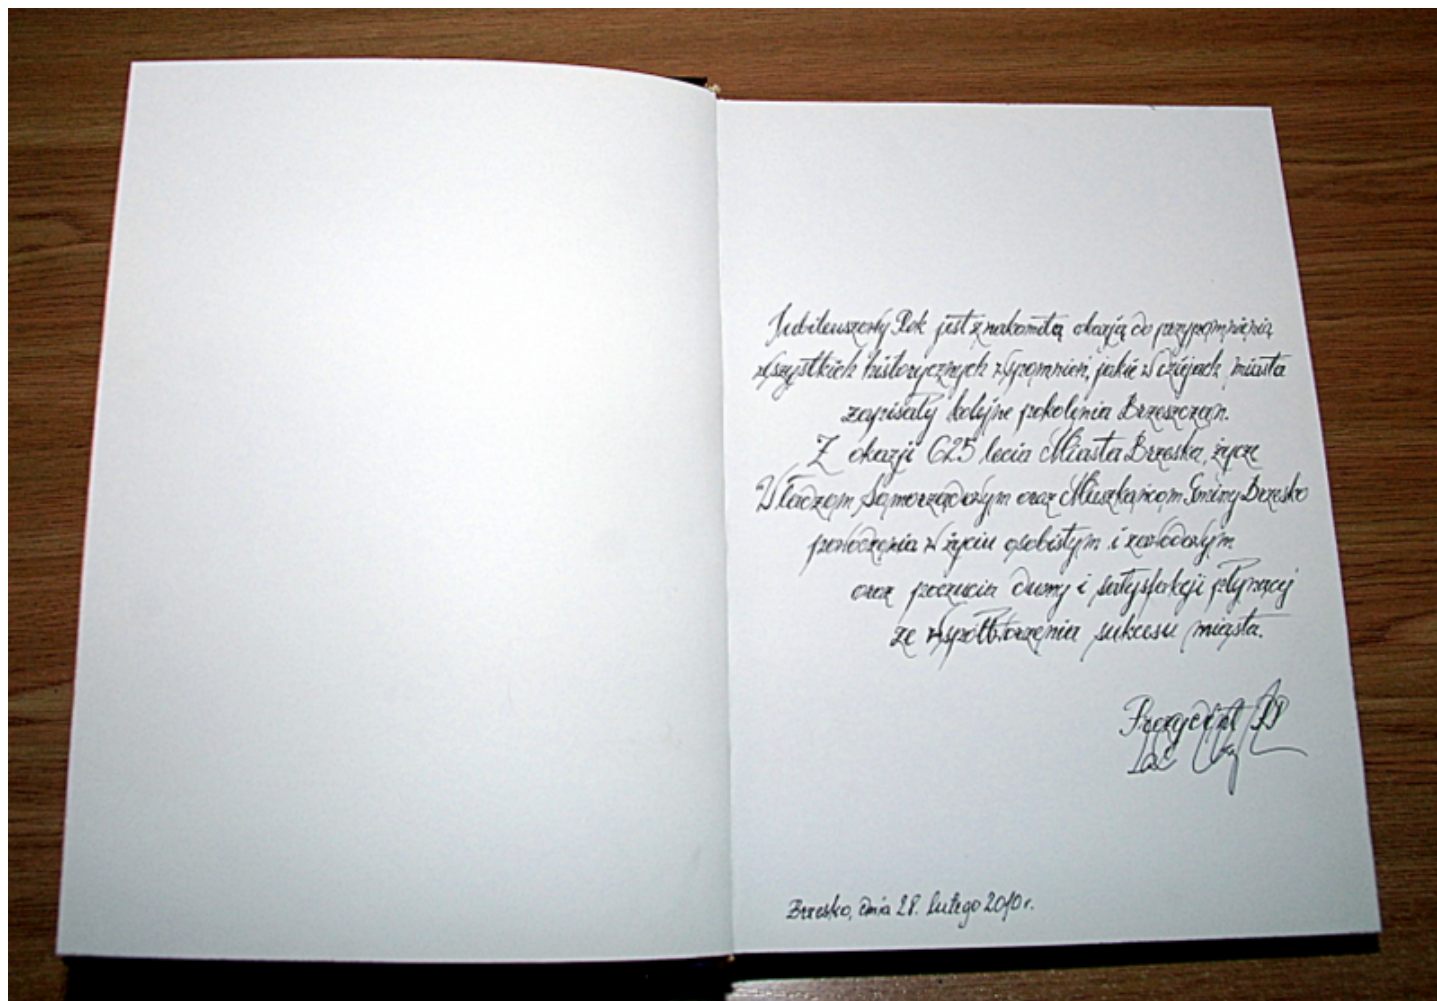 Jubileuszowy Rok jest znakomitą okazją do przypomnienia
wszystkich historycznych wspomnień, jakie w dziejach miasta
zapisały kolejne pokolenia Brzeszczan.
Z okazji 625 lecia Miasta Brzeska, życzę
Władzom Samorządowym oraz Mieszkańcom Gminy Brzesko
powodzenia w życiu osobistym i zawodowym
oraz poczucia dumy i satysfakcji płynącej
ze współtworzenia sukcesu miasta.
Prezydent RP
Brzesko, dnia 28. lutego 2010 r.